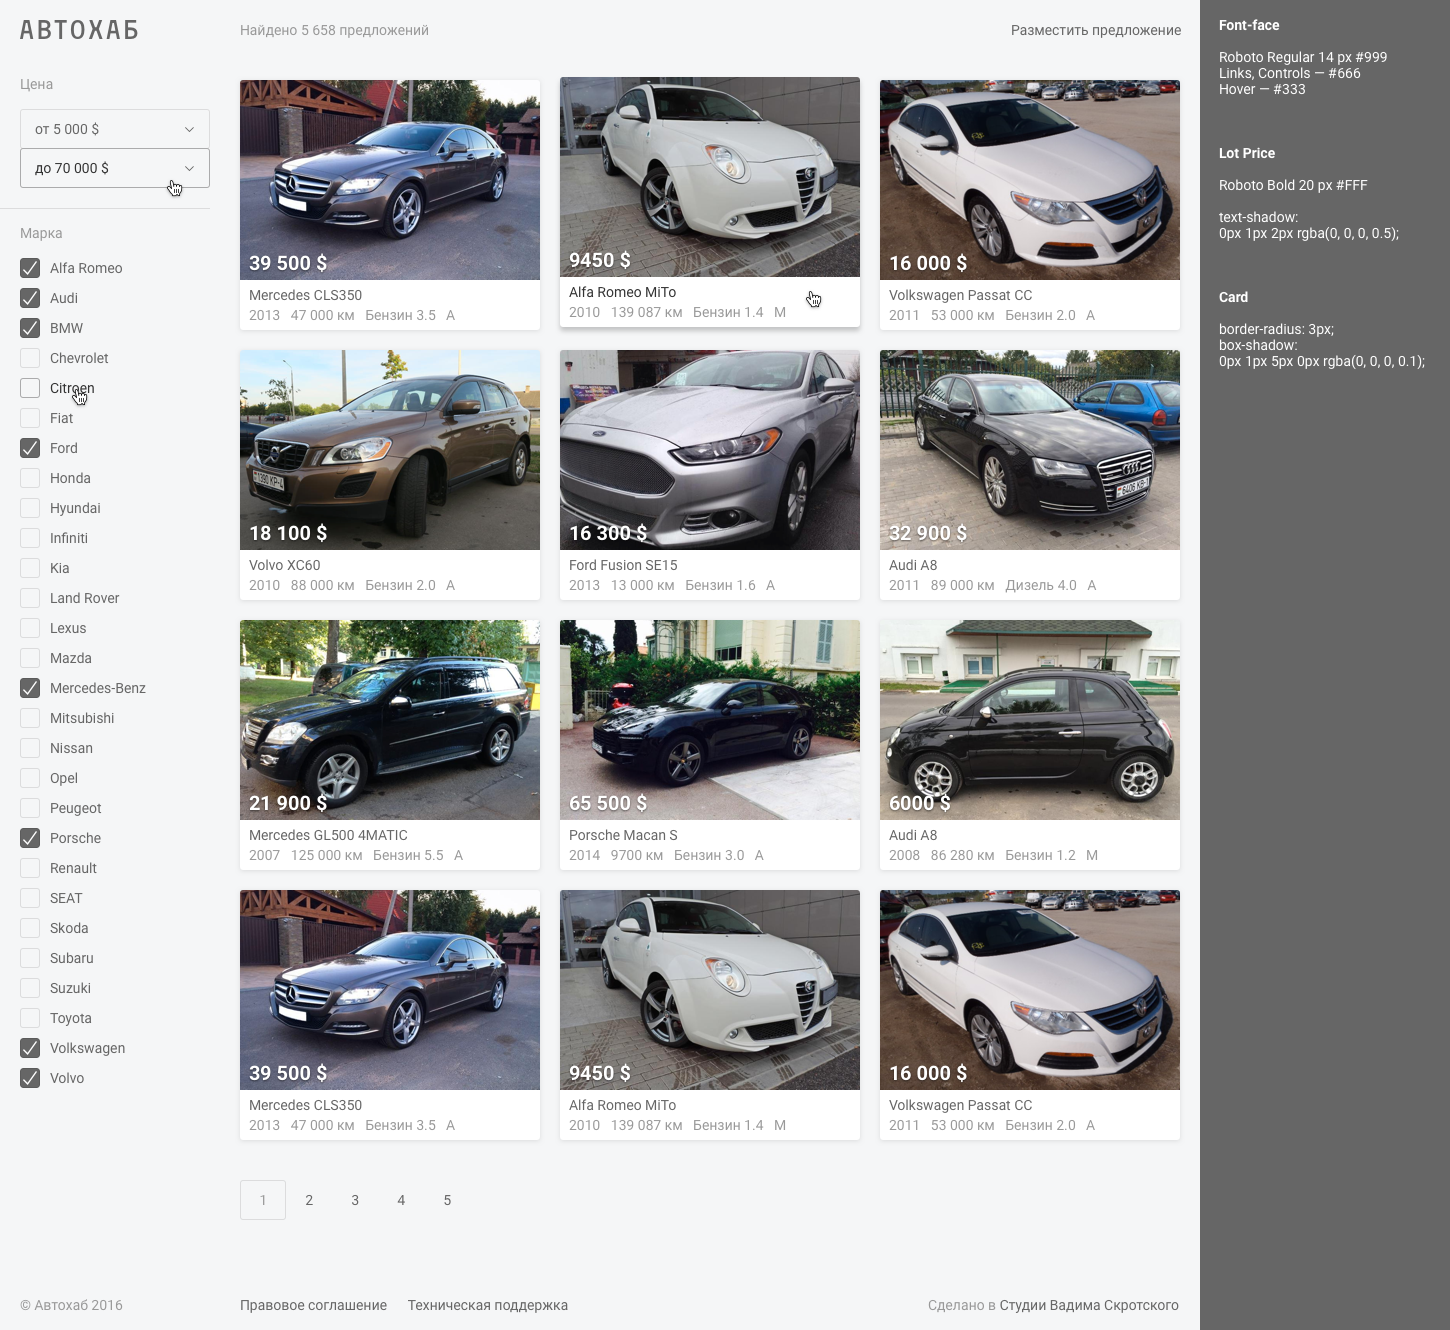 АВТОХАБ
Найдено 5 658 предложений
Разместить предложение
Цена
от 5 000 $
до 70 000 $
Марка
Alfa Romeo
Audi
BMW
Chevrolet
Citroen
Fiat
Ford
Honda
Hyundai
Infiniti
Kia
Land Rover
Lexus
Mazda
Mercedes-Benz
Mitsubishi
Nissan
Opel
Peugeot
Porsche
Renault
SEAT
Skoda
Subaru
Suzuki
Toyota
Volkswagen
Volvo
39 500 $
Mercedes CLS350
2013 47 000 км Бензин 3.5 А
9450 $
Alfa Romeo MiTo
2010 139 087 км Бензин 1.4 М
16 000 $
Volkswagen Passat CC
2011 53 000 км Бензин 2.0 А
18 100 $
Volvo XC60
2010 88 000 км Бензин 2.0 А
16 300 $
Ford Fusion SE15
2013 13 000 км Бензин 1.6 А
32 900 $
Audi A8
2011 89 000 км Дизель 4.0 А
21 900 $
Mercedes GL500 4MATIC
2007 125 000 км Бензин 5.5 А
65 500 $
Porsche Macan S
2014 9700 км Бензин 3.0 А
6000 $
Audi A8
2008 86 280 км Бензин 1.2 М
39 500 $
Mercedes CLS350
2013 47 000 км Бензин 3.5 А
9450 $
Alfa Romeo MiTo
2010 139 087 км Бензин 1.4 М
16 000 $
Volkswagen Passat CC
2011 53 000 км Бензин 2.0 А
1 2 3 4 5
© Автохаб 2016
Правовое соглашение
Техническая поддержка
Сделано в Студии Вадима Скротского
Font-face
Roboto Regular 14 px #999
Links, Controls — #666
Hover — #333
Lot Price
Roboto Bold 20 px #FFF
text-shadow:
0px 1px 2px rgba(0, 0, 0, 0.5);
Card
border-radius: 3px;
box-shadow:
0px 1px 5px 0px rgba(0, 0, 0, 0.1);